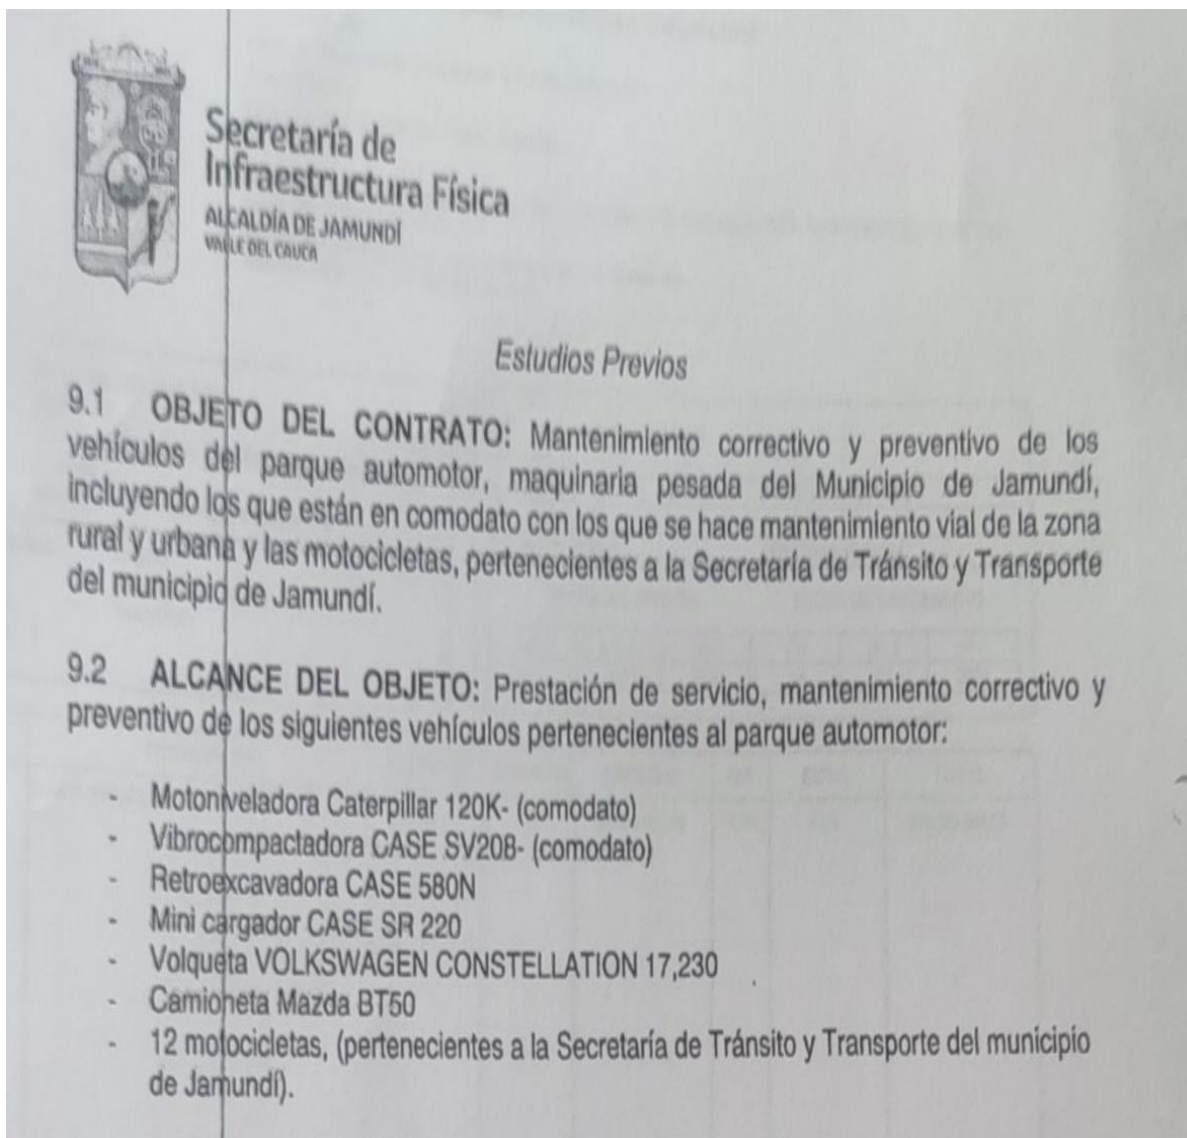 Secretaría de
Infraestructura Física
ALCALDÍA DE JAMUNDÍ
VALLE DEL CAUCA
Estudios Previos
9.1 OBJETO DEL CONTRATO: Mantenimiento correctivo y preventivo de los
vehículos del parque automotor, maquinaria pesada del Municipio de Jamundí,
incluyendo los que están en comodato con los que se hace mantenimiento vial de la zona
rural y urbana y las motocicletas, pertenecientes a la Secretaría de Tránsito y Transporte
del municipio de Jamundí.
9.2 ALCANCE DEL OBJETO: Prestación de servicio, mantenimiento correctivo y
preventivo de los siguientes vehículos pertenecientes al parque automotor:
- Motoniveladora Caterpillar 120K- (comodato)
- Vibrocompactadora CASE SV208- (comodato)
- Retroexcavadora CASE 580N
- Mini cargador CASE SR 220
- Volqueta VOLKSWAGEN CONSTELLATION 17,230
- Camioneta Mazda BT50
- 12 motocicletas, (pertenecientes a la Secretaría de Tránsito y Transporte del municipio
de Jamundí).